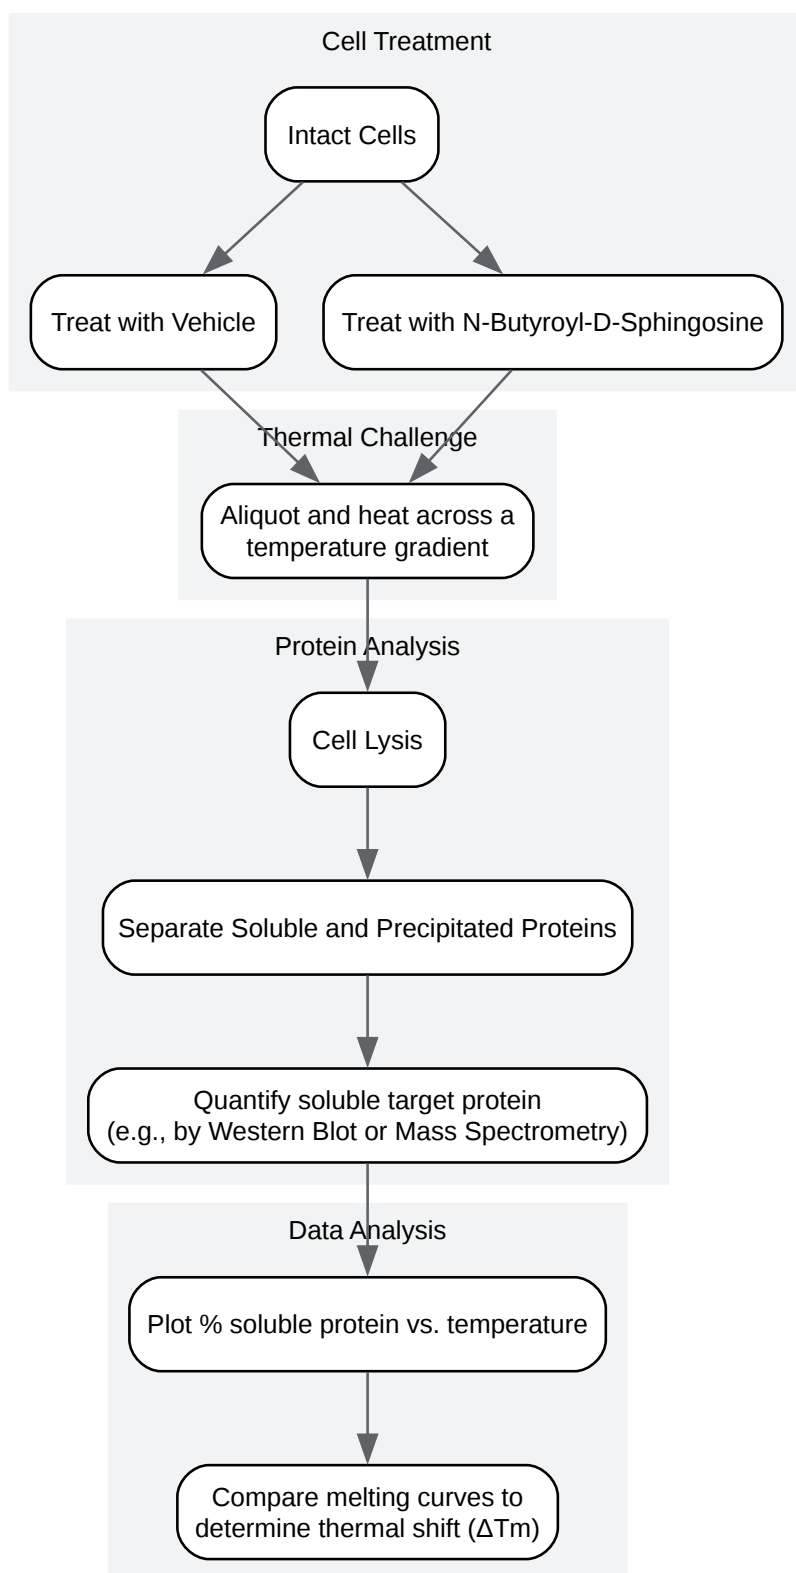 Cell Treatment
Intact Cells
Treat with Vehicle
Treat with N-Butyroyl-D-Sphingosine
Thermal Challenge
Aliquot and heat across a
temperature gradient
Protein Analysis
Cell Lysis
Separate Soluble and Precipitated Proteins
Quantify soluble target protein
(e.g., by Western Blot or Mass Spectrometry)
Data Analysis
Plot % soluble protein vs. temperature
Compare melting curves to
determine thermal shift (ΔTm)